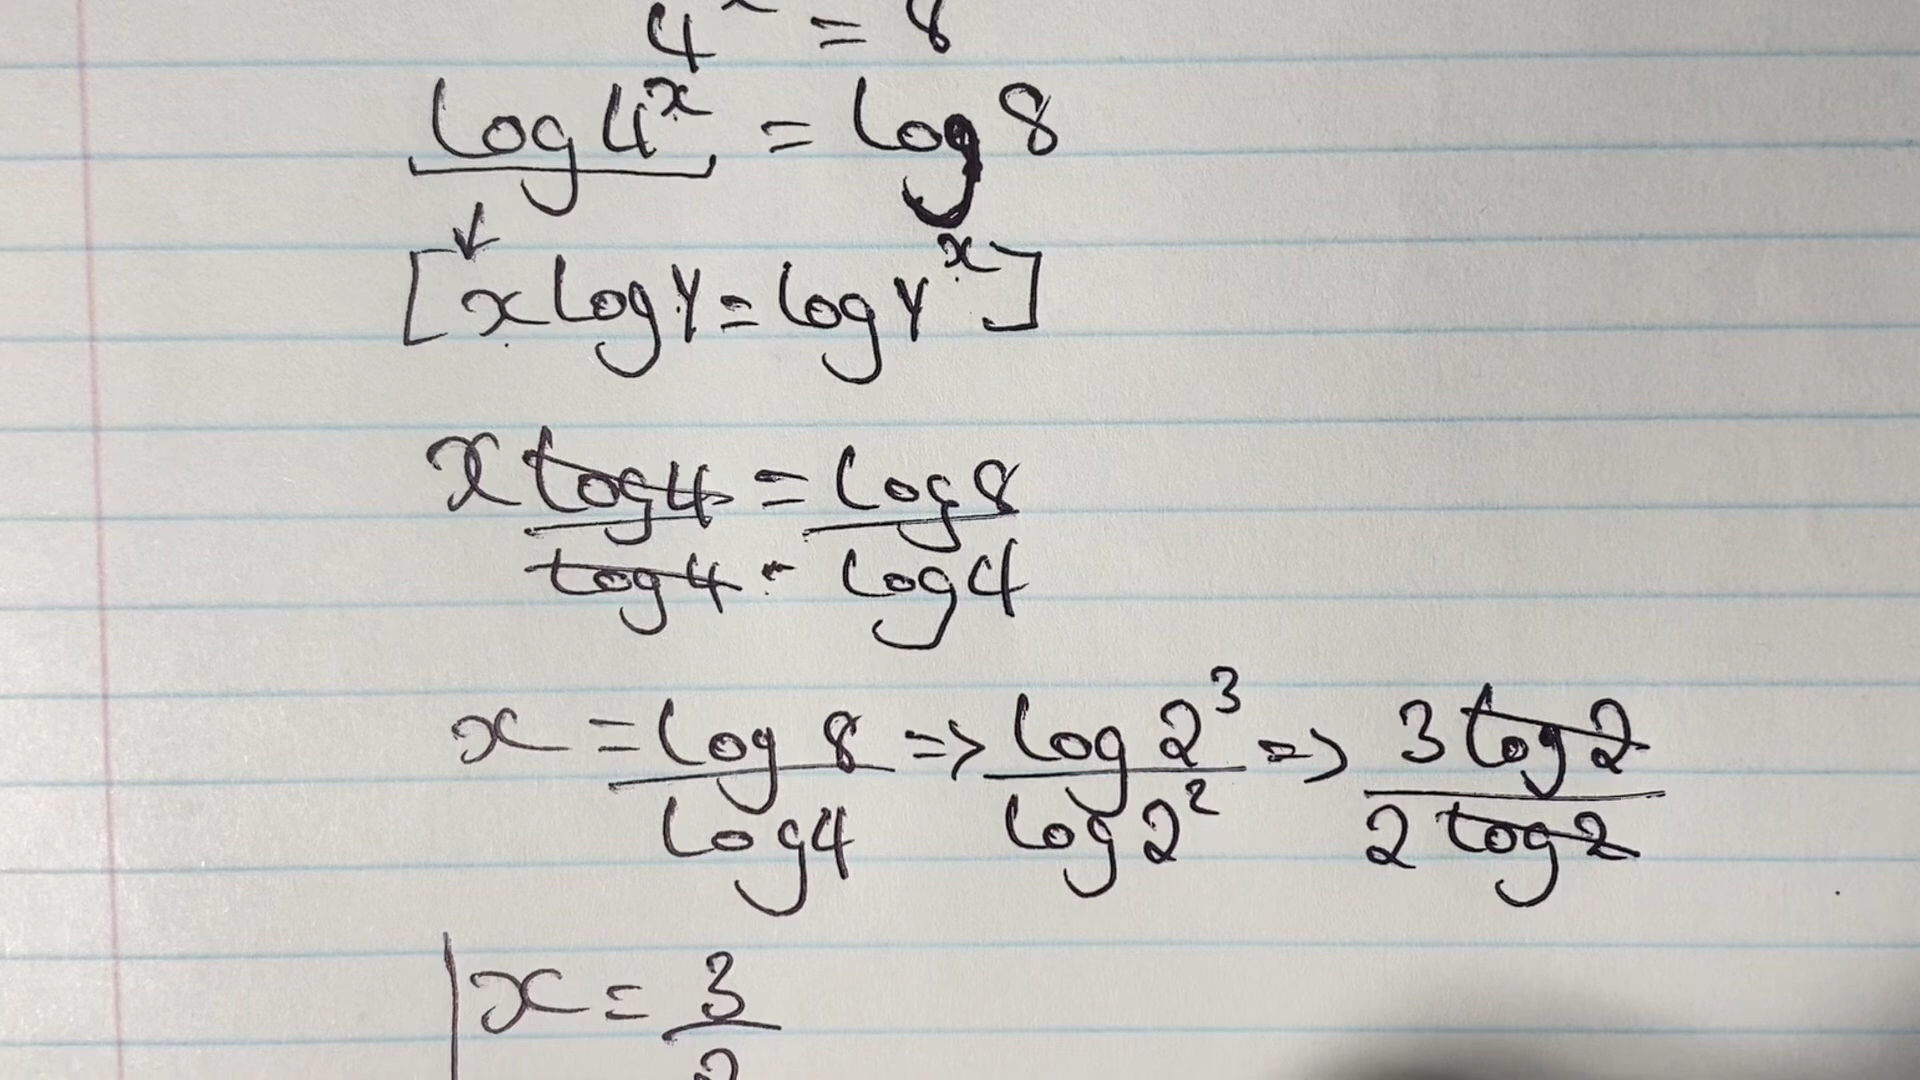 4^x = 8
log 4^x = log 8
[x log y = log y^x]
x log 4 = log 8
log 4 - log 4
x = log 8 => log 2^3 => 3 log 2
log 4 log 2^2 2 log 2
x = 3